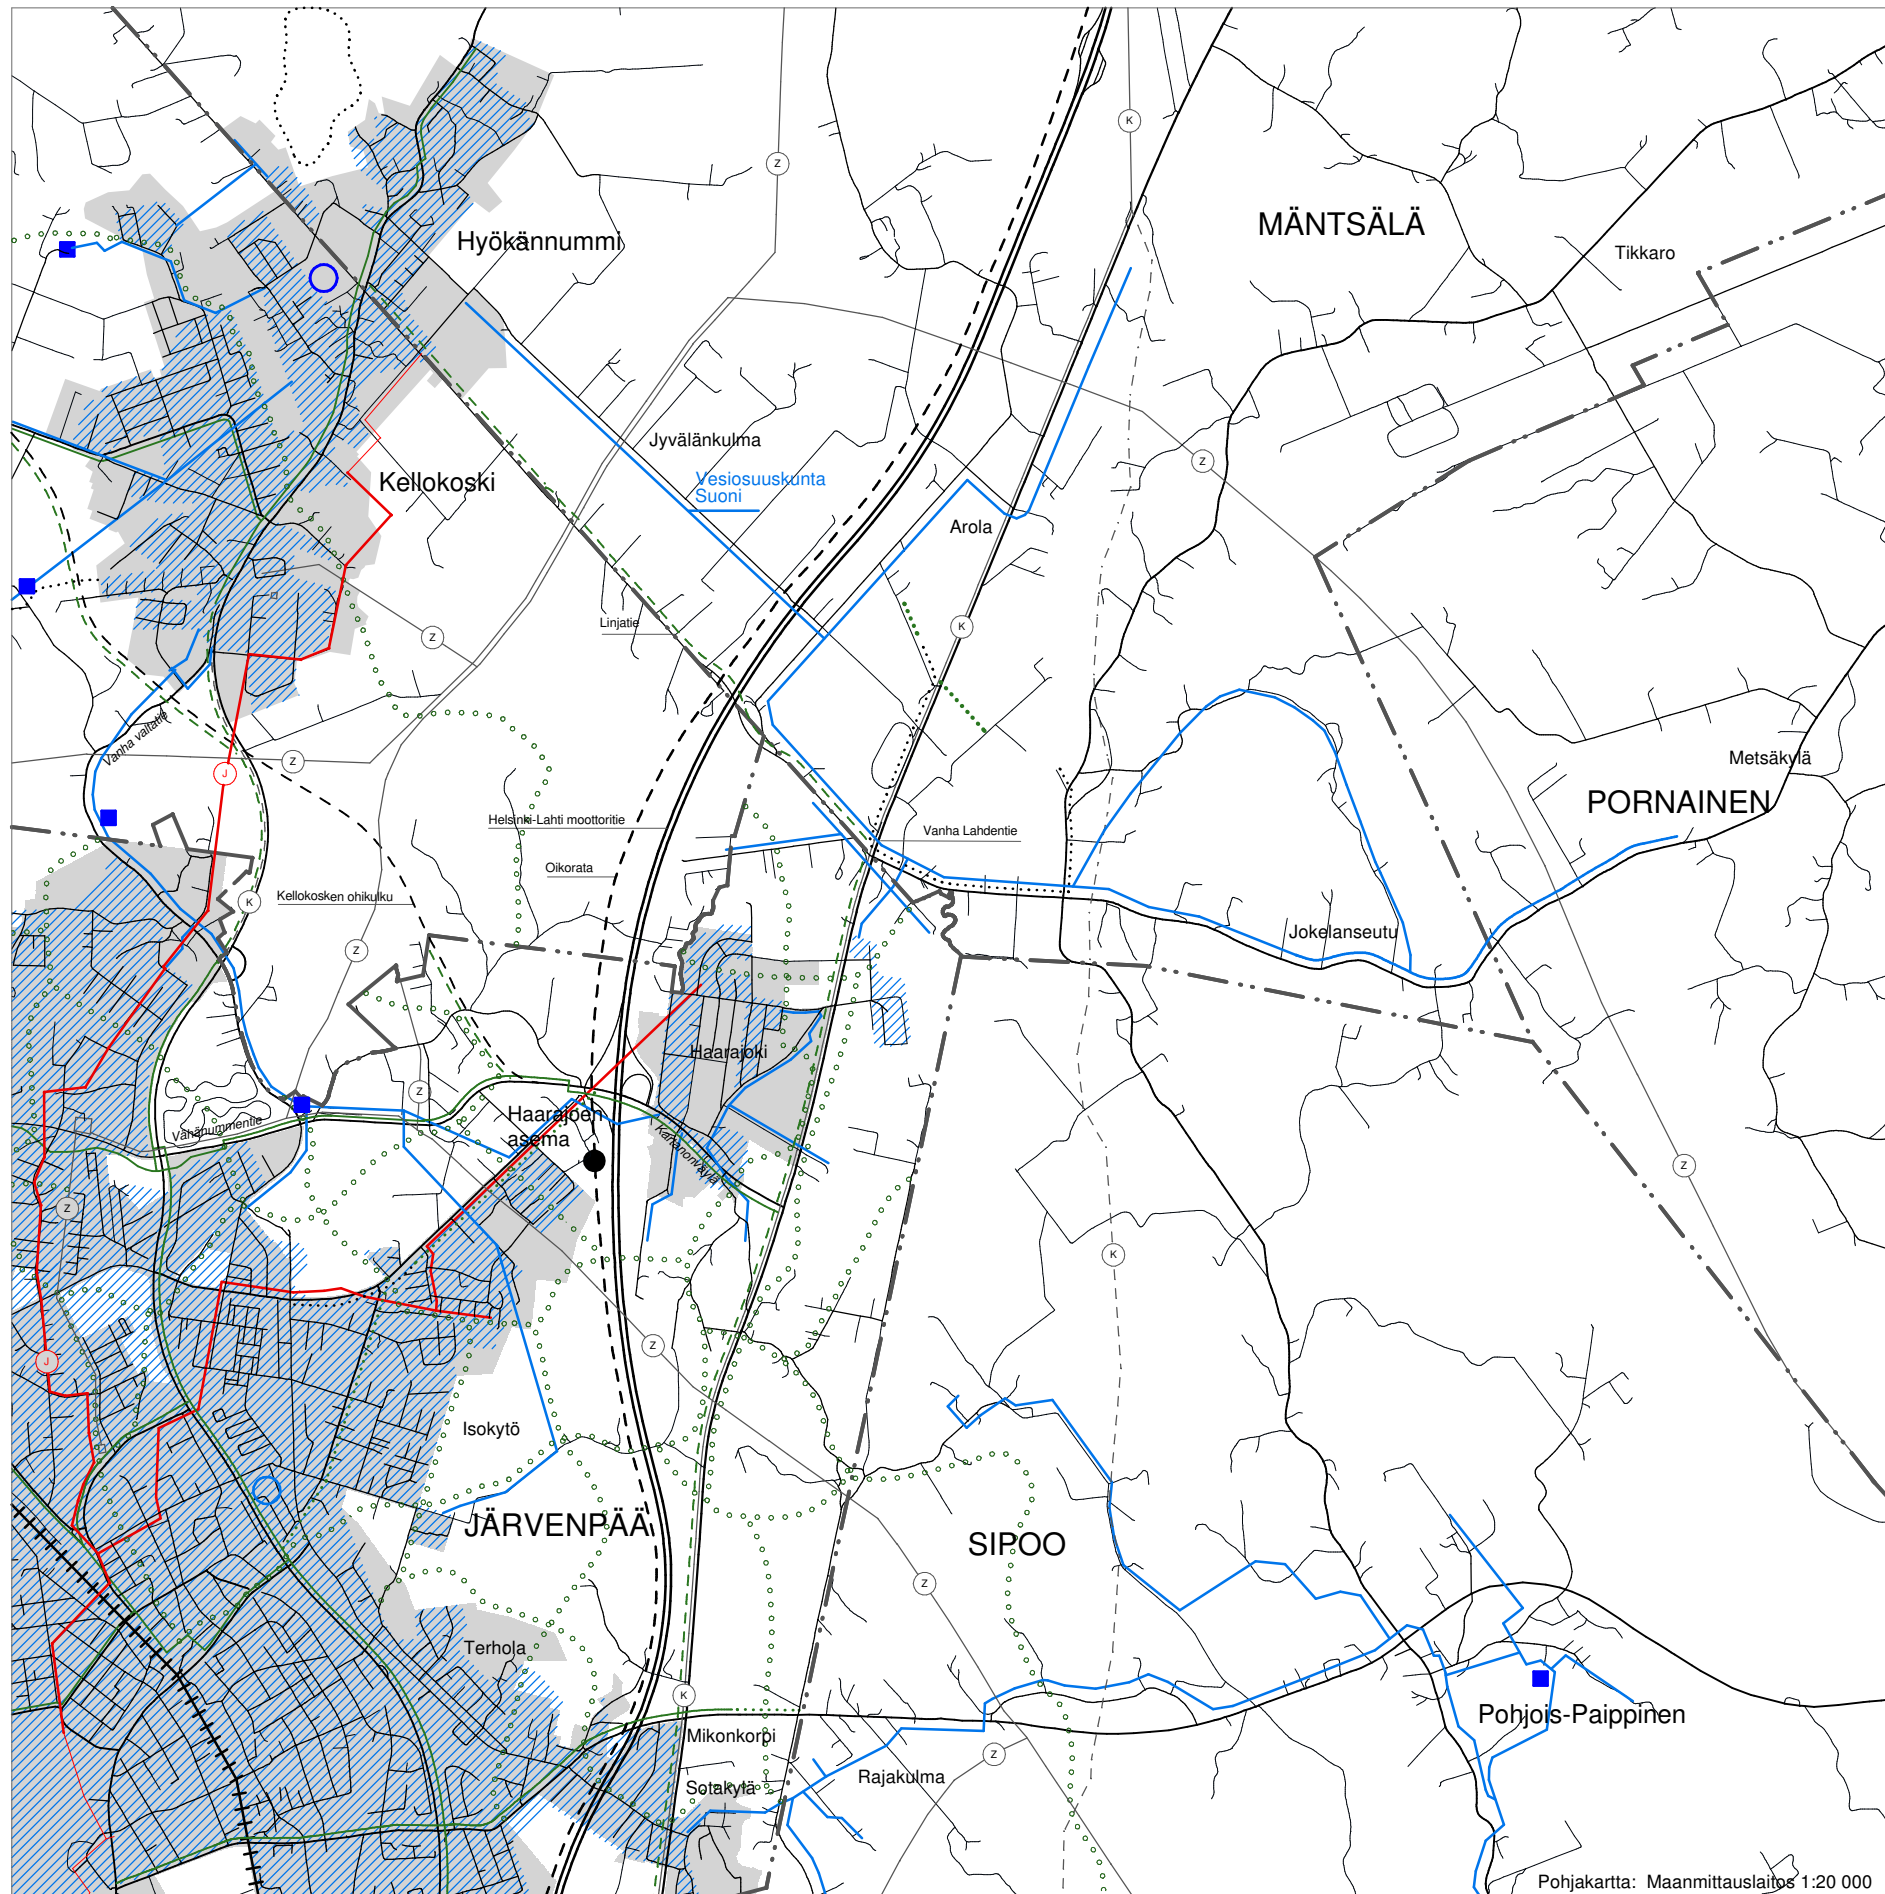 Z
K
MÄNTSÄLÄ
Hyökännummi
Tikkaro
Jyvälänkulma
Z
Kellokoski
Vesiosuuskunta
Suoni
Arola
Linjatie
K
Z
Vanha valtatie
Z
J
Metsäkylä
PORNAINEN
Helsinki-Lahti moottoritie
Vanha Lahdentie
Oikorata
Kellokosken ohikulku
K
Jokelanseutu
Z
Haarajoki
Z
Haarajoen
asema
Vähänummentie
Kartanonväylä
Z
Z
K
Z
J
Isokytö
JÄRVENPÄÄ
SIPOO
Z
Terhola
K
Pohjois-Paippinen
Mikonkorpi
Z
Rajakulma
Sotakylä
Pohjakartta: Maanmittauslaitos 1:20 000